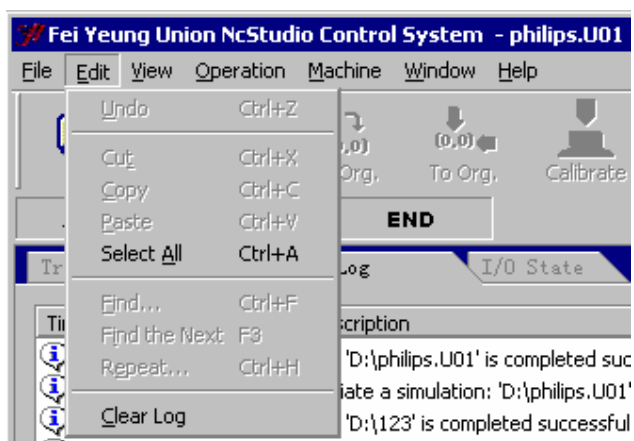 Fei Yeung Union NcStudio Control System - philips.U01
File Edit View Operation Machine Window Help
Undo Ctrl+Z
Cut Ctrl+X
Copy Ctrl+C
Paste Ctrl+V
Select All Ctrl+A
Find... Ctrl+F
Find the Next F3
Repeat... Ctrl+H
Clear Log
,0)
Org.
(0,0)
To Org.
Calibrate
END
Tr
Log
I/O State
Ti
scription
'D:\philips.U01' is completed suc
iate a simulation: 'D:\philips.U01'
'D:\123' is completed successful